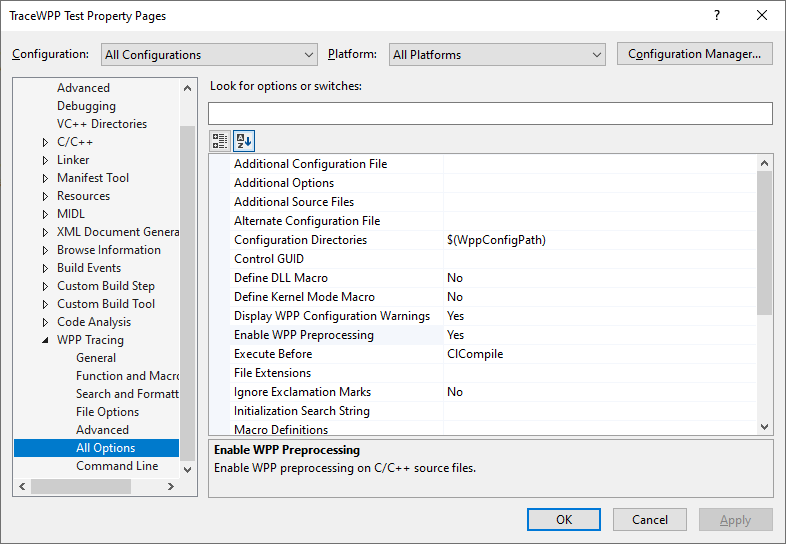 TraceWPP Test Property Pages
?
Configuration: All Configurations Platform: All Platforms Configuration Manager...
Advanced
Debugging
VC++ Directories
C/C++
Linker
Manifest Tool
Resources
MIDL
XML Document Genera
Browse Information
Build Events
Custom Build Step
Custom Build Tool
Code Analysis
WPP Tracing
General
Function and Macro
Search and Formatt
File Options
Advanced
All Options
Command Line
Look for options or switches:
Additional Configuration File
Additional Options
Additional Source Files
Alternate Configuration File
Configuration Directories $(WppConfigPath)
Control GUID
Define DLL Macro No
Define Kernel Mode Macro No
Display WPP Configuration Warnings Yes
Enable WPP Preprocessing Yes
Execute Before ClCompile
File Extensions
Ignore Exclamation Marks No
Initialization Search String
Macro Definitions
Enable WPP Preprocessing
Enable WPP preprocessing on C/C++ source files.
OK Cancel Apply